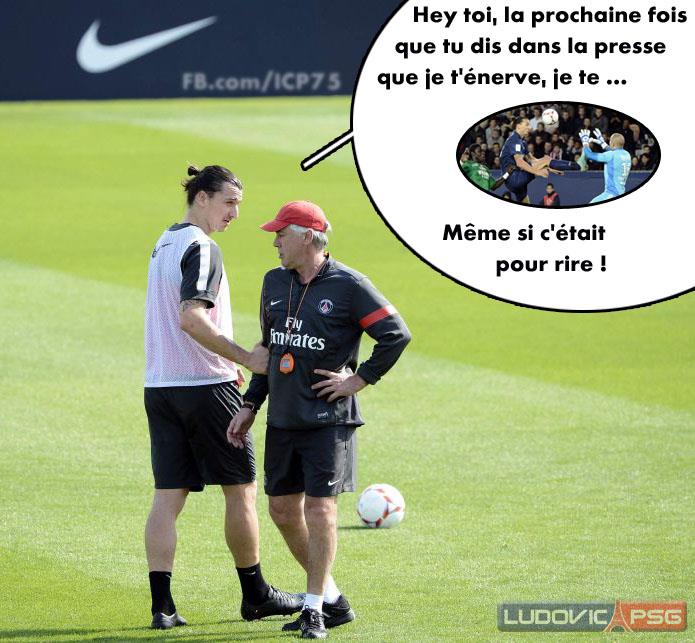 Hey toi, la prochaine fois
que tu dis dans la presse
que je t'énerve, je te ...
Même si c'était
pour rire !
FB.com/ICP75
Fly
Emirates
LUDOVIC PSG